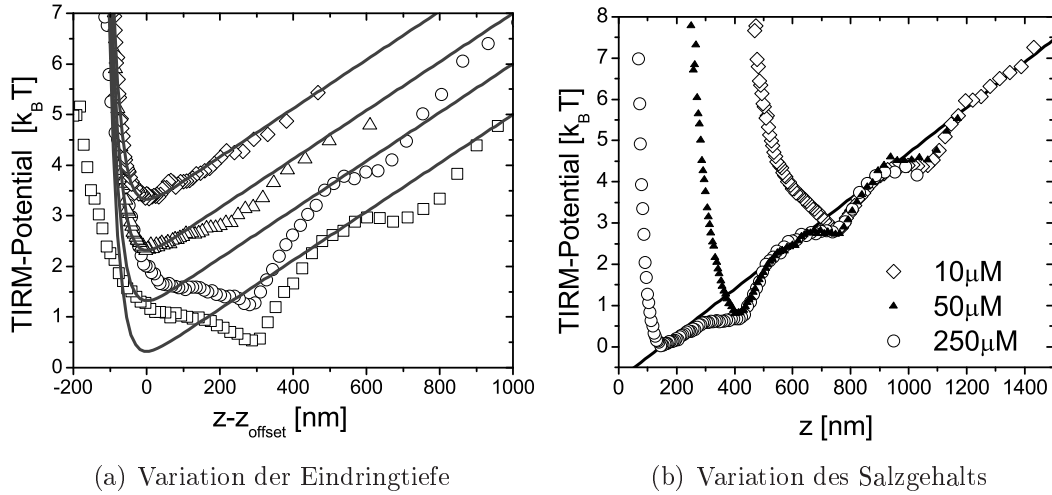 7
6
5
4
3
2
1
0
TIRM-Potential [k_B T]
-200 0 200 400 600 800 1000
z-z_offset [nm]
(a) Variation der Eindringtiefe
8
7
6
5
4
3
2
1
0
TIRM-Potential [k_B T]
10µM
50µM
250µM
0 200 400 600 800 1000 1200 1400
z [nm]
(b) Variation des Salzgehalts